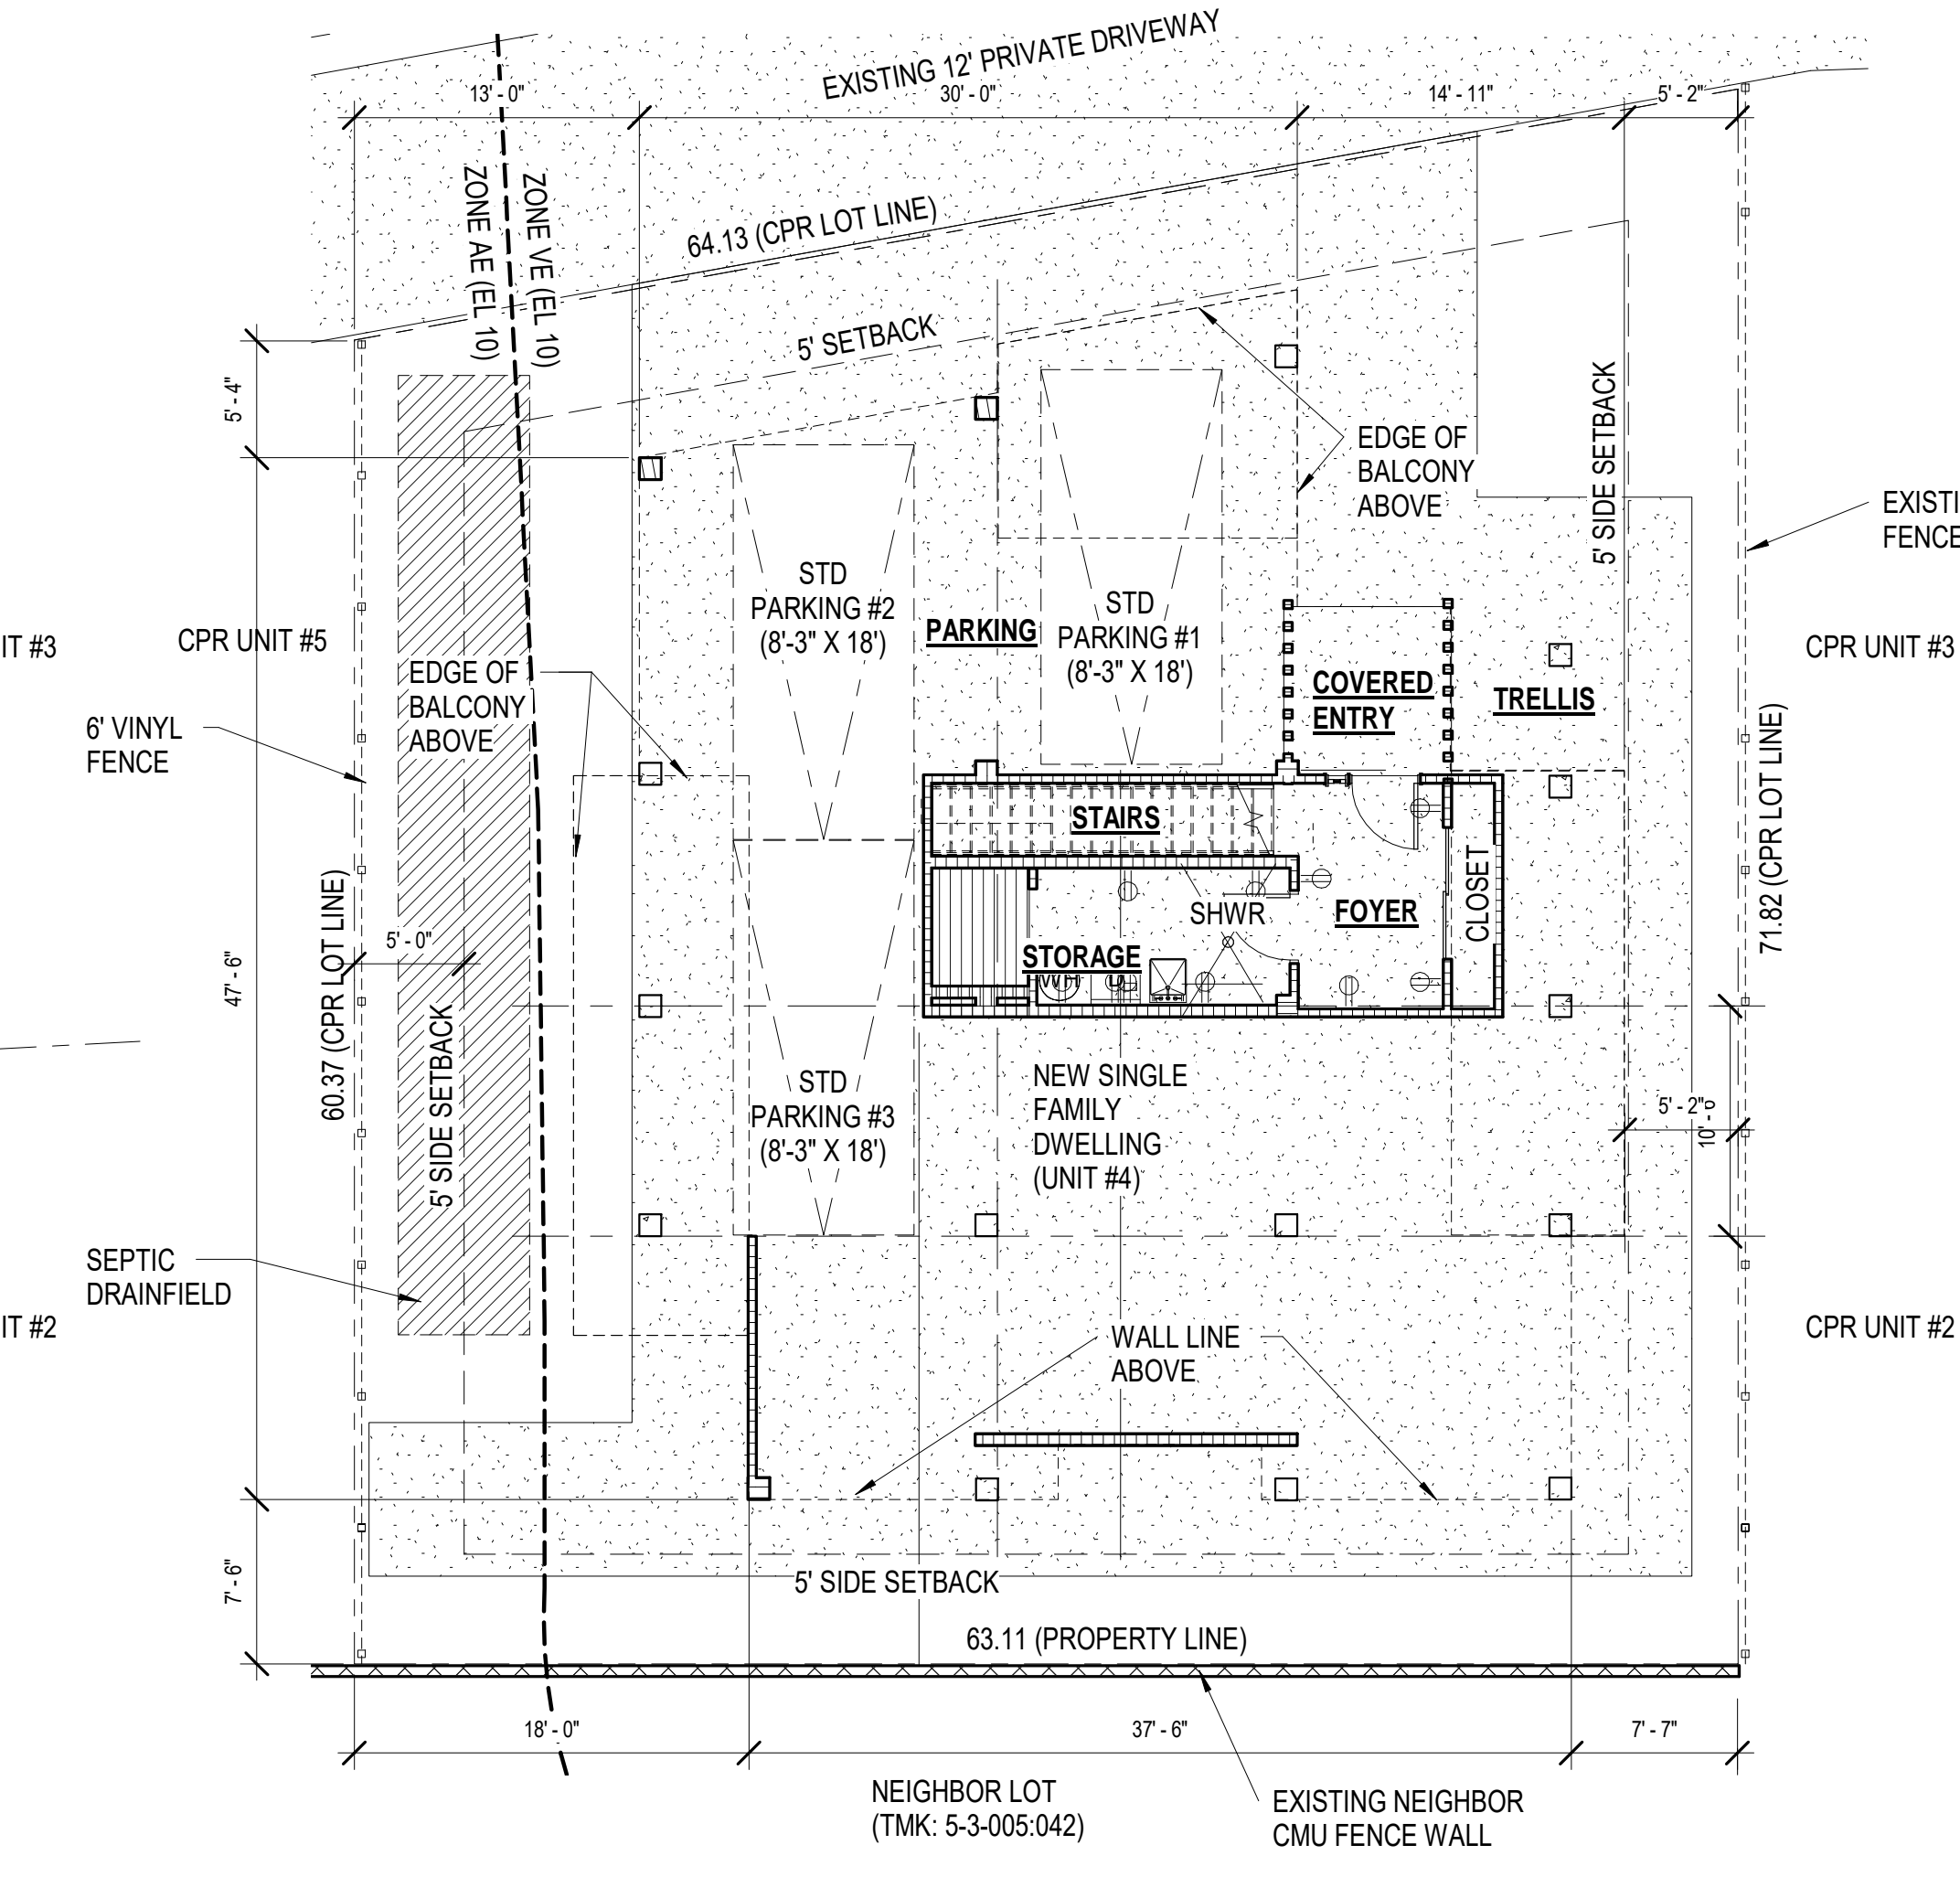 EXISTING 12' PRIVATE DRIVEWAY
13' - 0"
30' - 0"
14' - 11"
5' - 2"
ZONE AE (EL 10)
ZONE VE (EL 10)
64.13 (CPR LOT LINE)
5' SETBACK
5' - 4"
EDGE OF
BALCONY
ABOVE
5' SIDE SETBACK
EXISTI
FENCE
STD
PARKING #2
(8'-3" X 18')
PARKING
STD
PARKING #1
(8'-3" X 18')
IT #3
CPR UNIT #5
CPR UNIT #3
EDGE OF
BALCONY
ABOVE
COVERED
ENTRY
TRELLIS
6' VINYL
FENCE
71.82 (CPR LOT LINE)
STAIRS
CLOSET
SHWR
FOYER
STORAGE
WH
D
60.37 (CPR LOT LINE)
5' - 0"
47' - 6"
5' SIDE SETBACK
STD
PARKING #3
(8'-3" X 18')
NEW SINGLE
FAMILY
DWELLING
(UNIT #4)
5' - 2"
10' - 6"
SEPTIC
DRAINFIELD
IT #2
CPR UNIT #2
WALL LINE
ABOVE
7' - 6"
5' SIDE SETBACK
63.11 (PROPERTY LINE)
18' - 0"
37' - 6"
7' - 7"
NEIGHBOR LOT
(TMK: 5-3-005:042)
EXISTING NEIGHBOR
CMU FENCE WALL